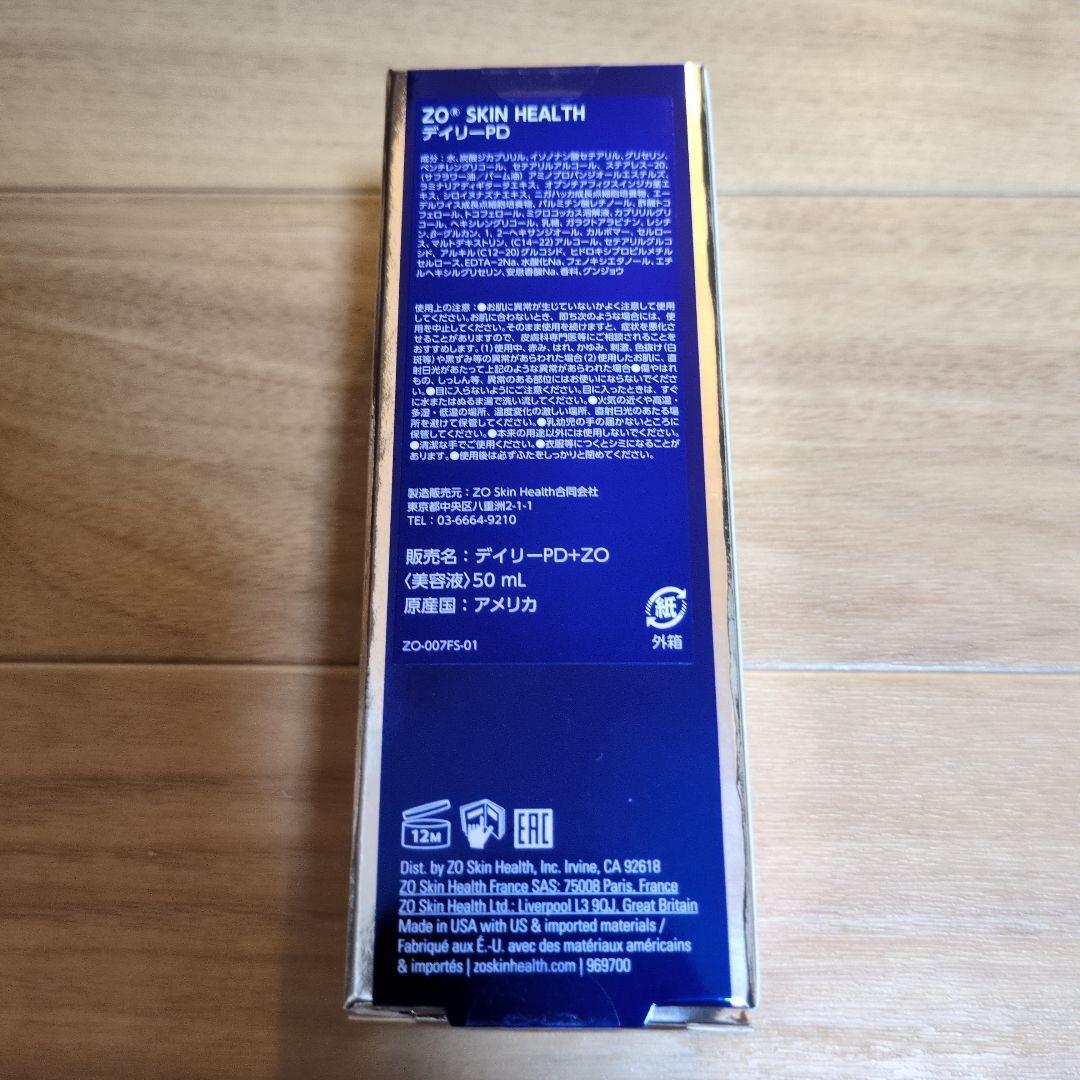 ZO® SKIN HEALTH
デイリーPD
成分：水、炭酸ジカプリリル、イソノナン酸セテアリル、グリセリン、
ペンチレングリコール、セテアリルアルコール、ステアレス-20、
(サフラワー油／パーム油) アミノプロパンジオールエステルズ、
ラミナリアディギターラエキス、オプンチアフィクスインジカ茎エ
キス、シロイヌナズナエキス、ニガハッカ成長点細胞培養物、エー
デルワイス成長点細胞培養物、パルミチン酸レチノール、酢酸トコ
フェロール、トコフェロール、ミクロコッカス溶解液、カプリリルグリ
コール、ヘキシレングリコール、乳糖、ガラクトアラビナン、レシチ
ン、β-グルカン、1，2-ヘキサンジオール、カルボマー、セルロー
ス、マルトデキストリン、(C14-22)アルコール、セテアリルグルコ
シド、アルキル(C12-20)グルコシド、ヒドロキシプロピルメチル
セルロース、EDTA-2Na、水酸化Na、フェノキシエタノール、エチ
ルヘキシルグリセリン、安息香酸Na、香料、グンジョウ
使用上の注意：●お肌に異常が生じていないかよく注意して使用
してください。お肌に合わないとき、即ち次のような場合には、使
用を中止してください。そのまま使用を続けますと、症状を悪化さ
せることがありますので、皮膚科専門医等にご相談されることを
おすすめします。(1)使用中、赤み、はれ、かゆみ、刺激、色抜け(白
斑等)や黒ずみ等の異常があらわれた場合(2)使用したお肌に、直
射日光があたって上記のような異常があらわれた場合●傷やはれ
もの、しっしん等、異常のある部位にはお使いにならないでくださ
い。●目に入らないようにご注意ください。目に入ったときは、すぐ
に水またはぬるま湯で洗い流してください。●火気の近くや高温・
多湿・低温の場所、温度変化の激しい場所、直射日光のあたる場
所を避けて保管してください。●乳幼児の手の届かないところに
保管してください。●本来の用途以外には使用しないでください。
●清潔な手でご使用ください。●衣服等につくとシミになることが
あります。●使用後は必ずふたをしっかりと閉めてください。
製造販売元：ZO Skin Health合同会社
東京都中央区八重洲2-1-1
TEL：03-6664-9210
販売名：デイリーPD+ZO
〈美容液〉50 mL
原産国：アメリカ
紙
ZO-007FS-01
外箱
12M
EAC
Dist. by ZO Skin Health, Inc. Irvine, CA 92618
ZO Skin Health France SAS: 75008 Paris, France
ZO Skin Health Ltd.: Liverpool L3 9QJ, Great Britain
Made in USA with US & imported materials /
Fabriqué aux É.-U. avec des matériaux américains
& importés | zoskinhealth.com | 969700